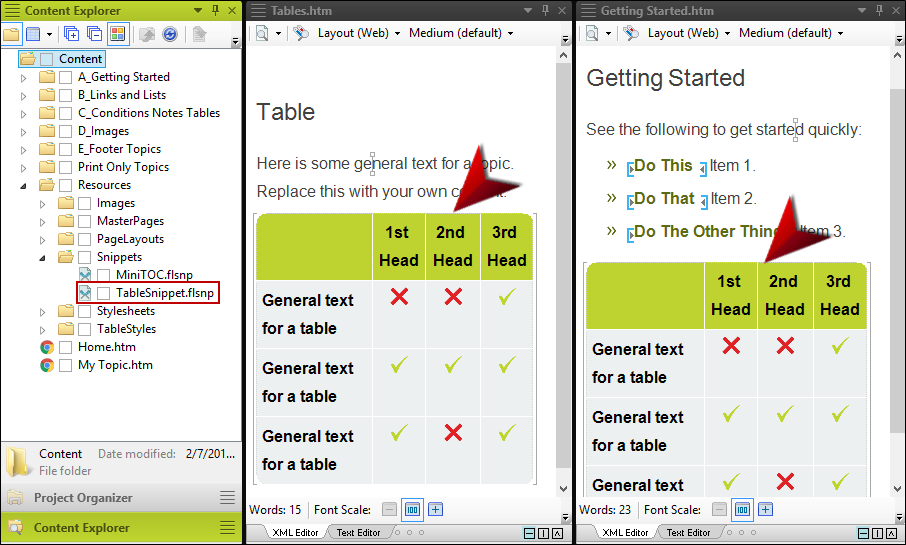 Content Explorer
Content
A_Getting Started
B_Links and Lists
C_Conditions Notes Tables
D_Images
E_Footer Topics
Print Only Topics
Resources
Images
MasterPages
PageLayouts
Snippets
MiniTOC.flsnp
TableSnippet.flsnp
Stylesheets
TableStyles
Home.htm
My Topic.htm
Content Date modified: 2/7/201...
File folder
Project Organizer
Content Explorer
Tables.htm
Layout (Web) Medium (default)
Table
Here is some general text for a topic.
Replace this with your own
1st 2nd 3rd
Head Head Head
General text
for a table
General text
for a table
General text
for a table
Words: 15 Font Scale: 100
XML Editor Text Editor
Getting Started.htm
Layout (Web) Medium (default)
Getting Started
See the following to get started quickly:
» Do This Item 1.
» Do That Item 2.
» Do The Other Thing Item 3.
1st 2nd 3rd
Head Head Head
General text
for a table
General text
for a table
General text
for a table
Words: 23 Font Scale: 100
XML Editor Text Editor